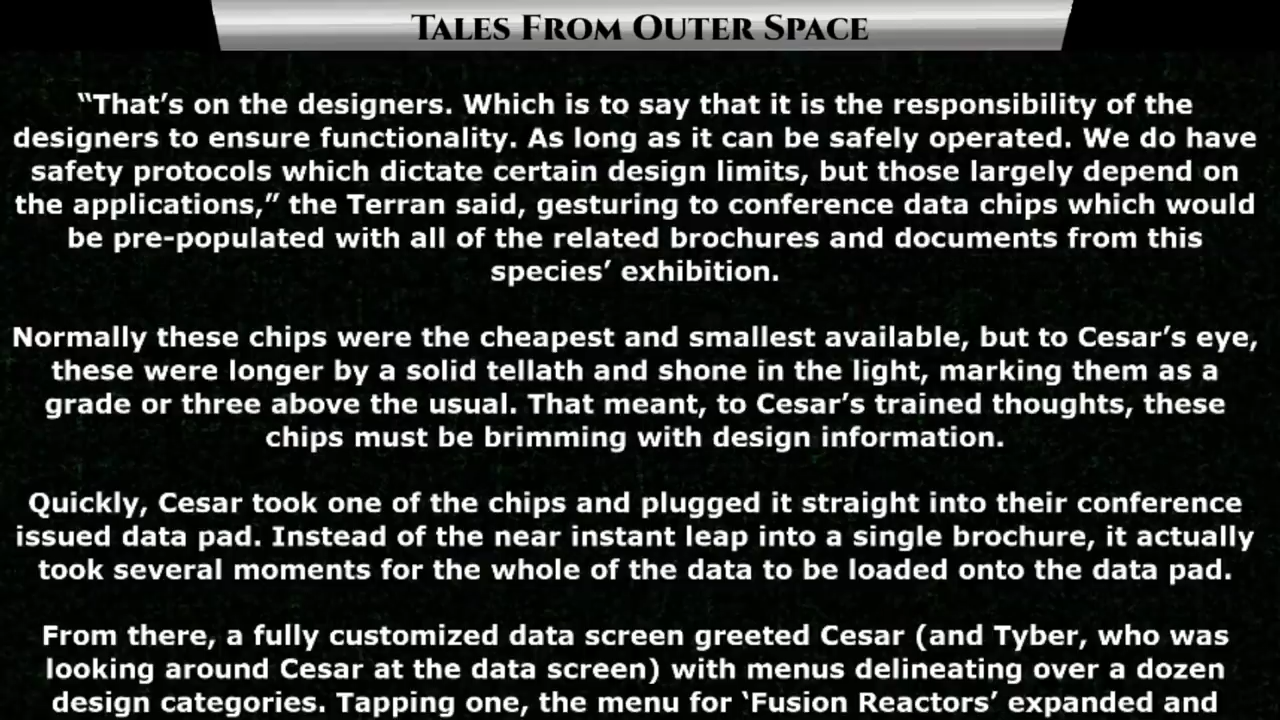 Tales From Outer Space
“That’s on the designers. Which is to say that it is the responsibility of the
designers to ensure functionality. As long as it can be safely operated. We do have
safety protocols which dictate certain design limits, but those largely depend on
the applications,” the Terran said, gesturing to conference data chips which would
be pre-populated with all of the related brochures and documents from this
species’ exhibition.
Normally these chips were the cheapest and smallest available, but to Cesar’s eye,
these were longer by a solid tellath and shone in the light, marking them as a
grade or three above the usual. That meant, to Cesar’s trained thoughts, these
chips must be brimming with design information.
Quickly, Cesar took one of the chips and plugged it straight into their conference
issued data pad. Instead of the near instant leap into a single brochure, it actually
took several moments for the whole of the data to be loaded onto the data pad.
From there, a fully customized data screen greeted Cesar (and Tyber, who was
looking around Cesar at the data screen) with menus delineating over a dozen
design categories. Tapping one, the menu for ‘Fusion Reactors’ expanded and